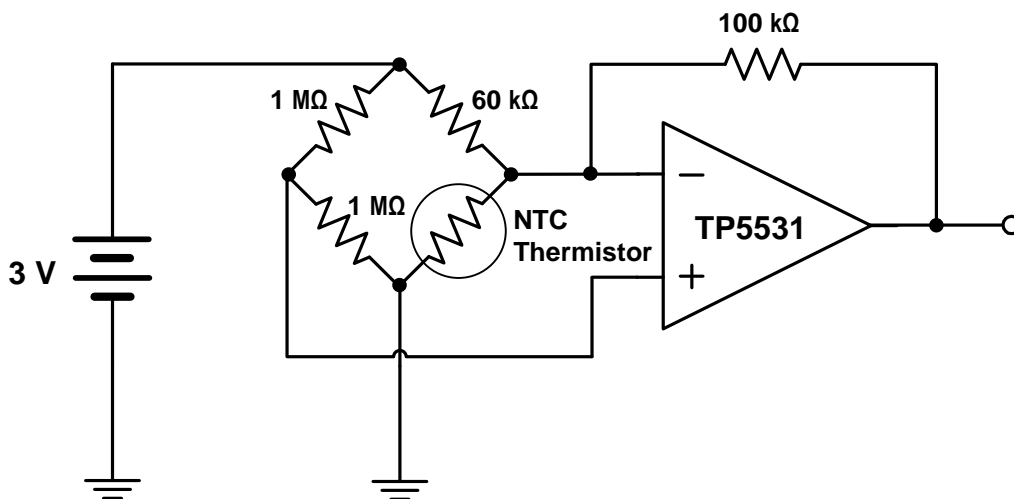 100 kΩ
1 MΩ
60 kΩ
1 MΩ
NTC
Thermistor
−
TP5531
+
3 V